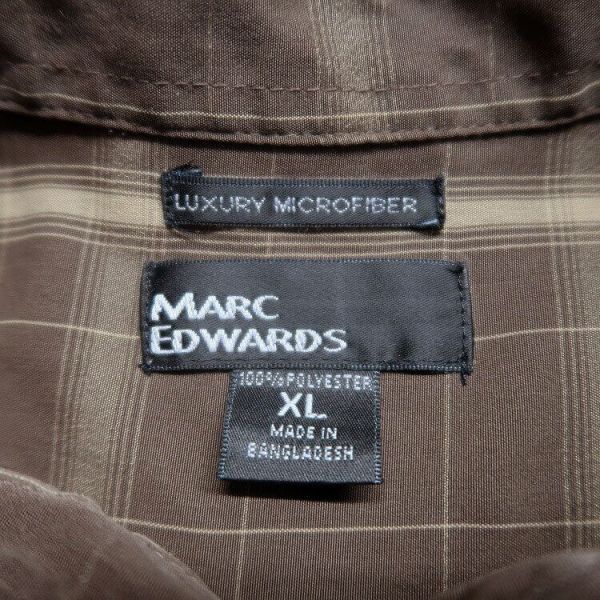 LUXURY MICROFIBER
MARC
EDWARDS
100% POLYESTER
XL
MADE IN
BANGLADESH